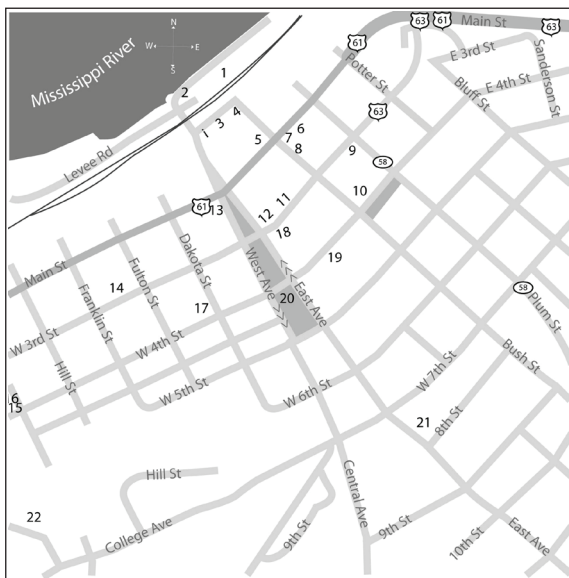 N
W E
S
Mississippi River
63
61
Main St
63
61
E 3rd St
Sanderson St
Potter St
E 4th St
Bluff St
1
2
63
i
3
4
5
6
7
8
9
58
Levee Rd
10
61
13
11
12
18
19
Main St
14
Fulton St
Dakota St
West Ave
East Ave
20
58
Plum St
17
Franklin St
W 3rd St
W 4th St
Hill St
W 5th St
W 6th St
W 7th St
Bush St
16
15
21
8th St
Hill St
22
College Ave
9th St
Central Ave
9th St
10th St
East Ave